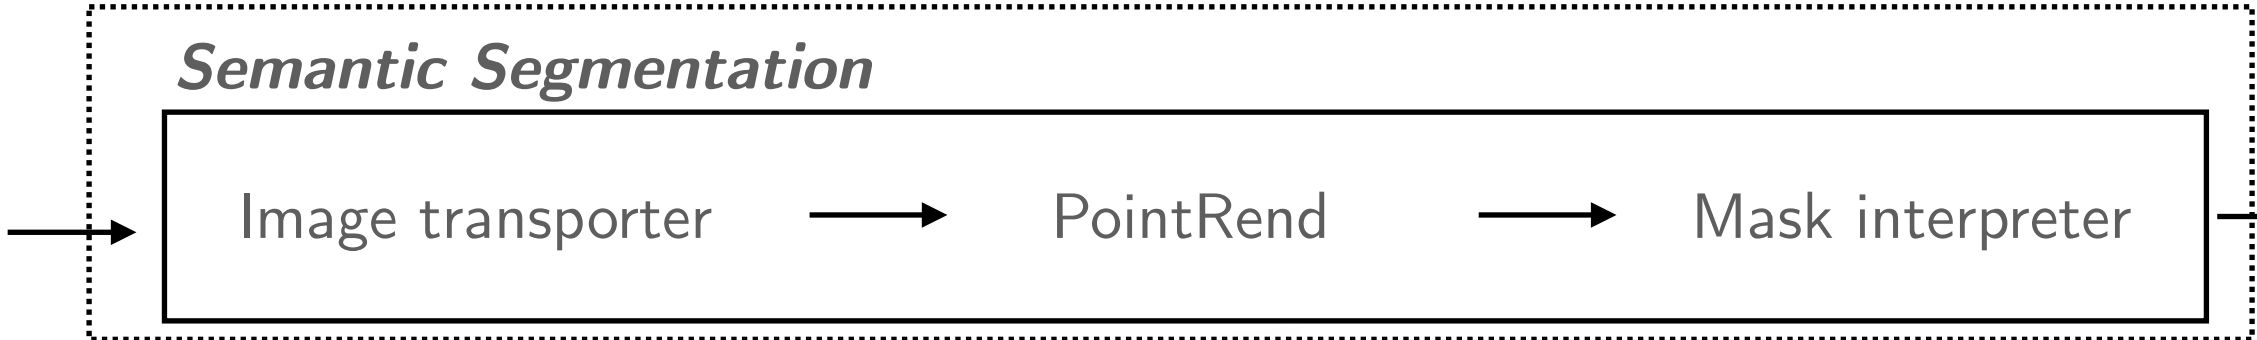 Semantic Segmentation
Image transporter PointRend Mask interpreter